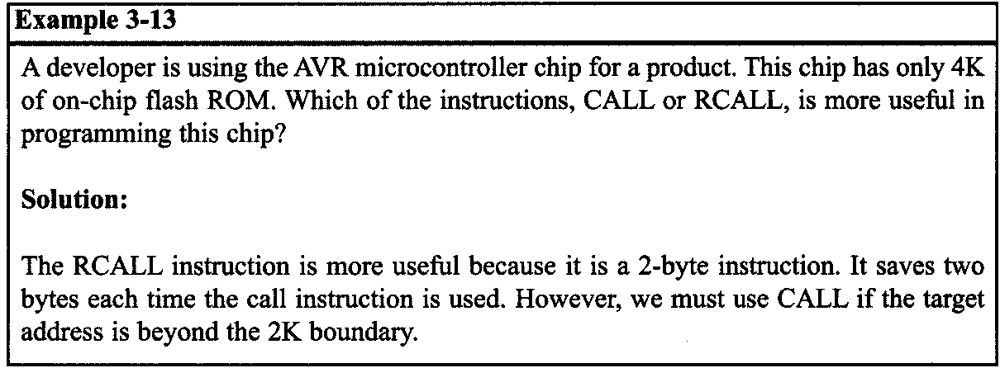 Example 3-13
A developer is using the AVR microcontroller chip for a product. This chip has only 4K
of on-chip flash ROM. Which of the instructions, CALL or RCALL, is more useful in
programming this chip?
Solution:
The RCALL instruction is more useful because it is a 2-byte instruction. It saves two
bytes each time the call instruction is used. However, we must use CALL if the target
address is beyond the 2K boundary.